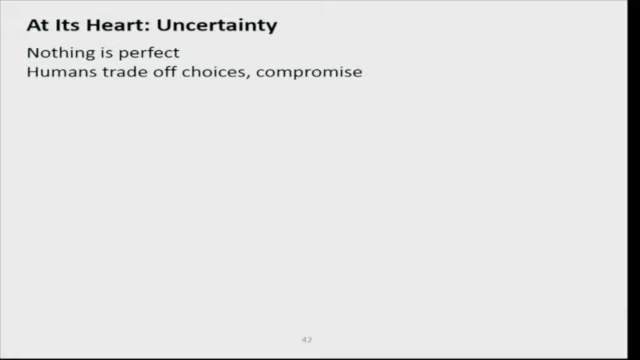 At Its Heart: Uncertainty
Nothing is perfect
Humans trade off choices, compromise
42